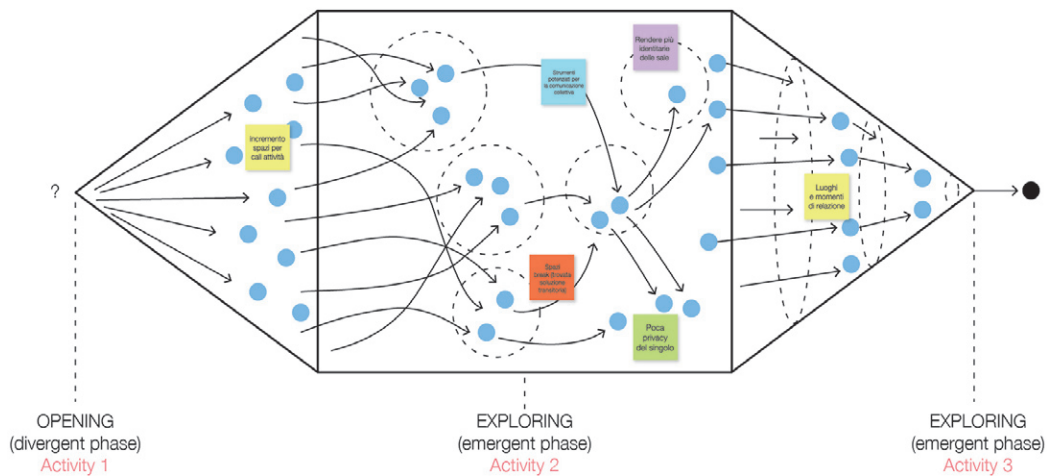 ?
Incremento
spazi per
call attività
Strumenti
potenziati per
la comunicazione
collettiva
Rendere più
identitarie
delle sale
Spazi
soluzione
transitoria)
Poca
privacy
del singolo
Luoghi
e momenti
di relazione
OPENING
(divergent phase)
Activity 1
EXPLORING
(emergent phase)
Activity 2
EXPLORING
(emergent phase)
Activity 3